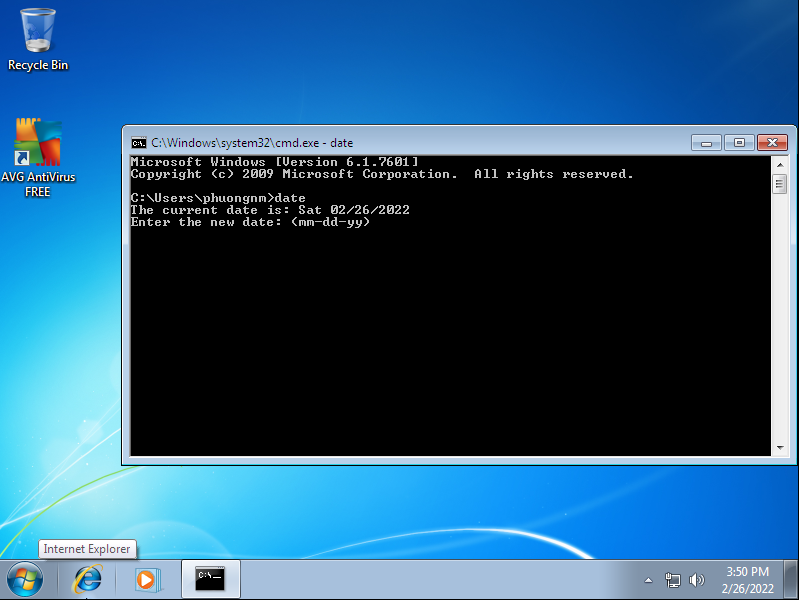 Recycle Bin
AVG AntiVirus
FREE
C:\Windows\system32\cmd.exe - date
Microsoft Windows [Version 6.1.7601]
Copyright (c) 2009 Microsoft Corporation.  All rights reserved.
C:\Users\phuongnm>date
The current date is: Sat 02/26/2022
Enter the new date: (mm-dd-yy)
Internet Explorer
C:\
3:50 PM
2/26/2022